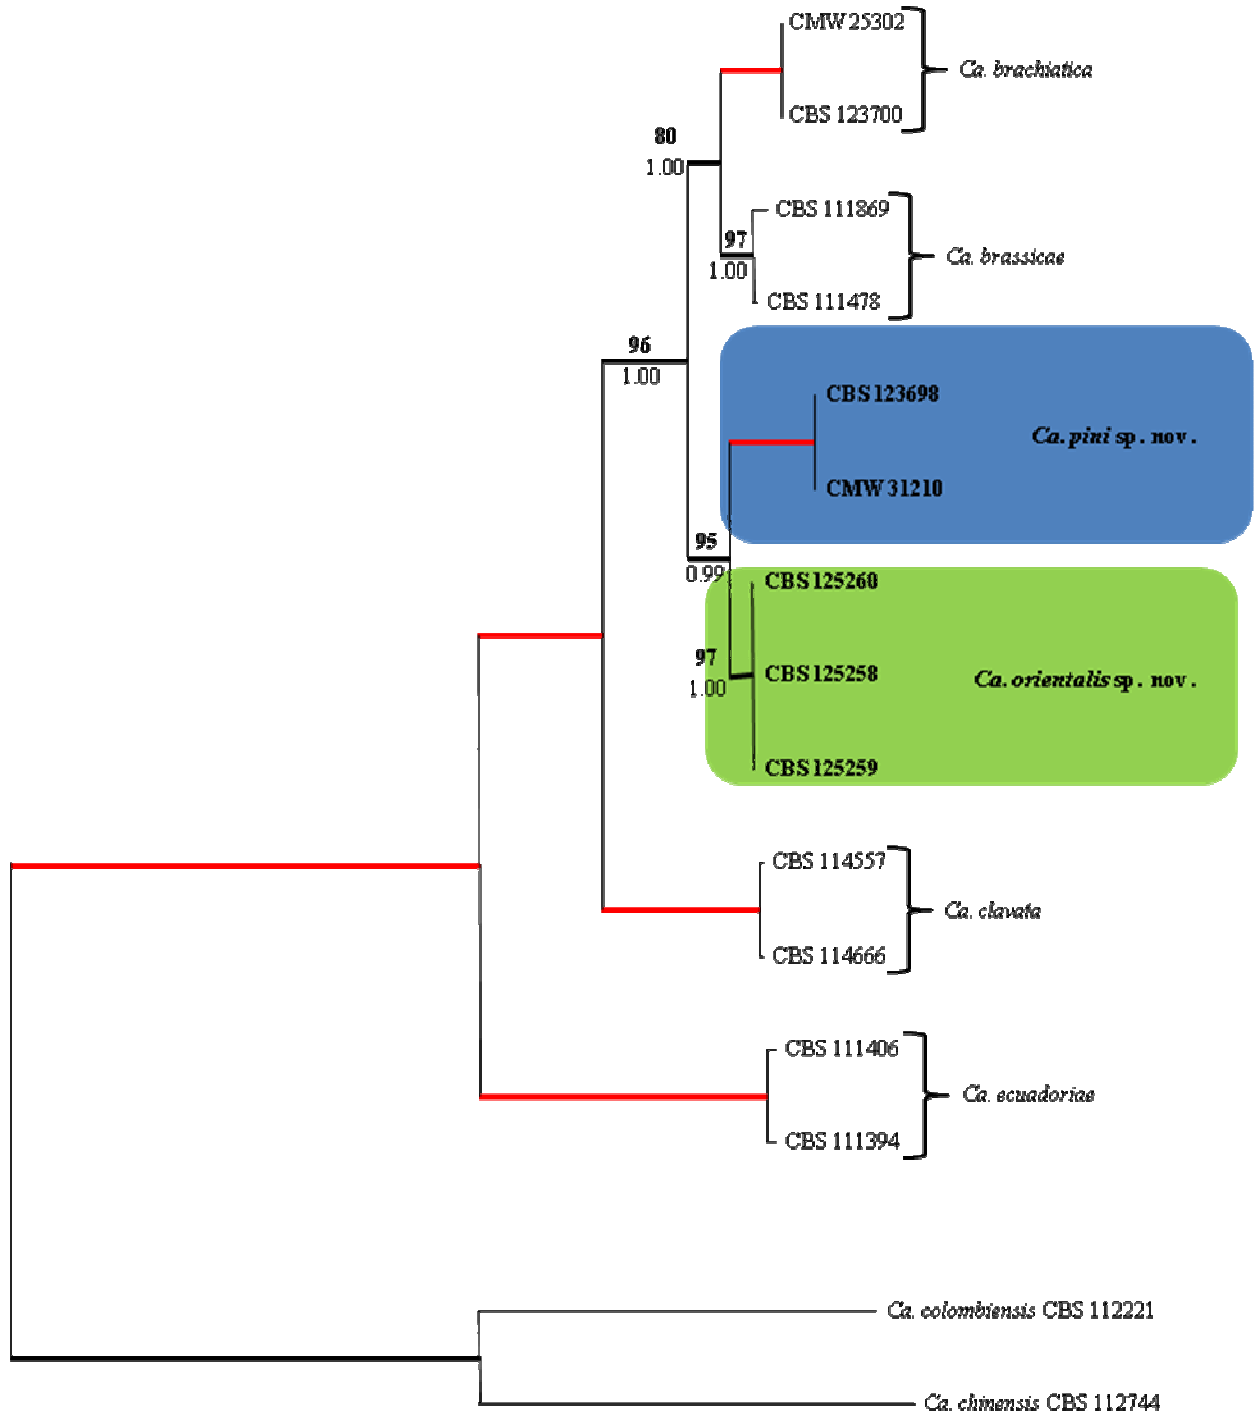 CMW 25302
Ca. brachiatica
CBS 123700
80
1.00
CBS 111869
97
1.00
Ca. brassicae
CBS 111478
96
1.00
CBS 123698
Ca. pini sp. nov.
CMW 31210
95
0.99
CBS 125260
97
1.00
CBS 125258
Ca. orientalis sp. nov.
CBS 125259
CBS 114557
Ca. clavata
CBS 114666
CBS 111406
Ca. ecuadoriae
CBS 111394
Ca. colombiensis CBS 112221
Ca. chinensis CBS 112744